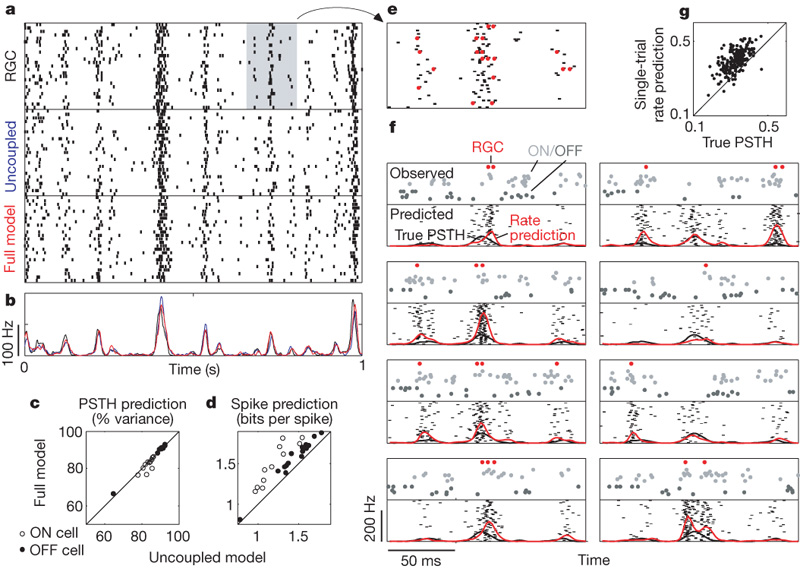 a
RGC
Uncoupled
Full model
b
100 Hz
0
Time (s)
1
c
PSTH prediction
(% variance)
Full model
100
80
60
60
80
100
ON cell
OFF cell
d
Spike prediction
(bits per spike)
1.5
1
1
1.5
Uncoupled model
e
f
RGC
ON/OFF
Observed
Predicted
True PSTH
Rate
prediction
200 Hz
50 ms
Time
g
Single-trial
rate prediction
0.5
0.1
0.1
0.5
True PSTH